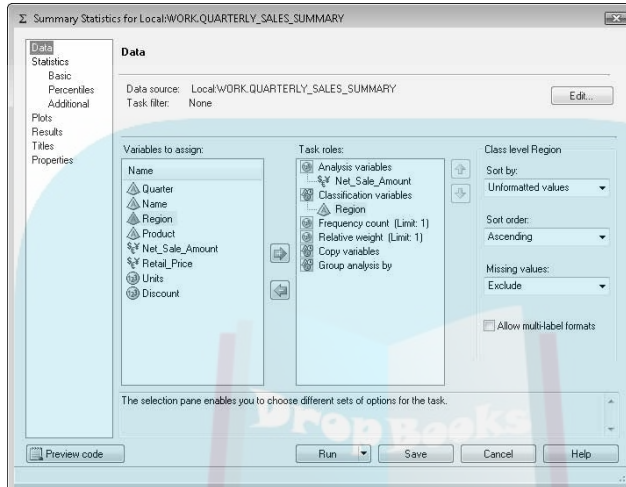 Σ Summary Statistics for Local:WORK.QUARTERLY_SALES_SUMMARY
Data
Statistics
Basic
Percentiles
Additional
Plots
Results
Titles
Properties
Data
Data source: Local:WORK.QUARTERLY_SALES_SUMMARY
Task filter: None
Edit...
Variables to assign:
Name
Quarter
Name
Region
Product
Net_Sale_Amount
Retail_Price
Units
Discount
Task roles:
Analysis variables
Net_Sale_Amount
Classification variables
Region
Frequency count (Limit: 1)
Relative weight (Limit: 1)
Copy variables
Group analysis by
Class level Region
Sort by:
Unformatted values
Sort order:
Ascending
Missing values:
Exclude
Allow multi-label formats
The selection pane enables you to choose different sets of options for the task.
DropBooks
Preview code
Run
Save
Cancel
Help